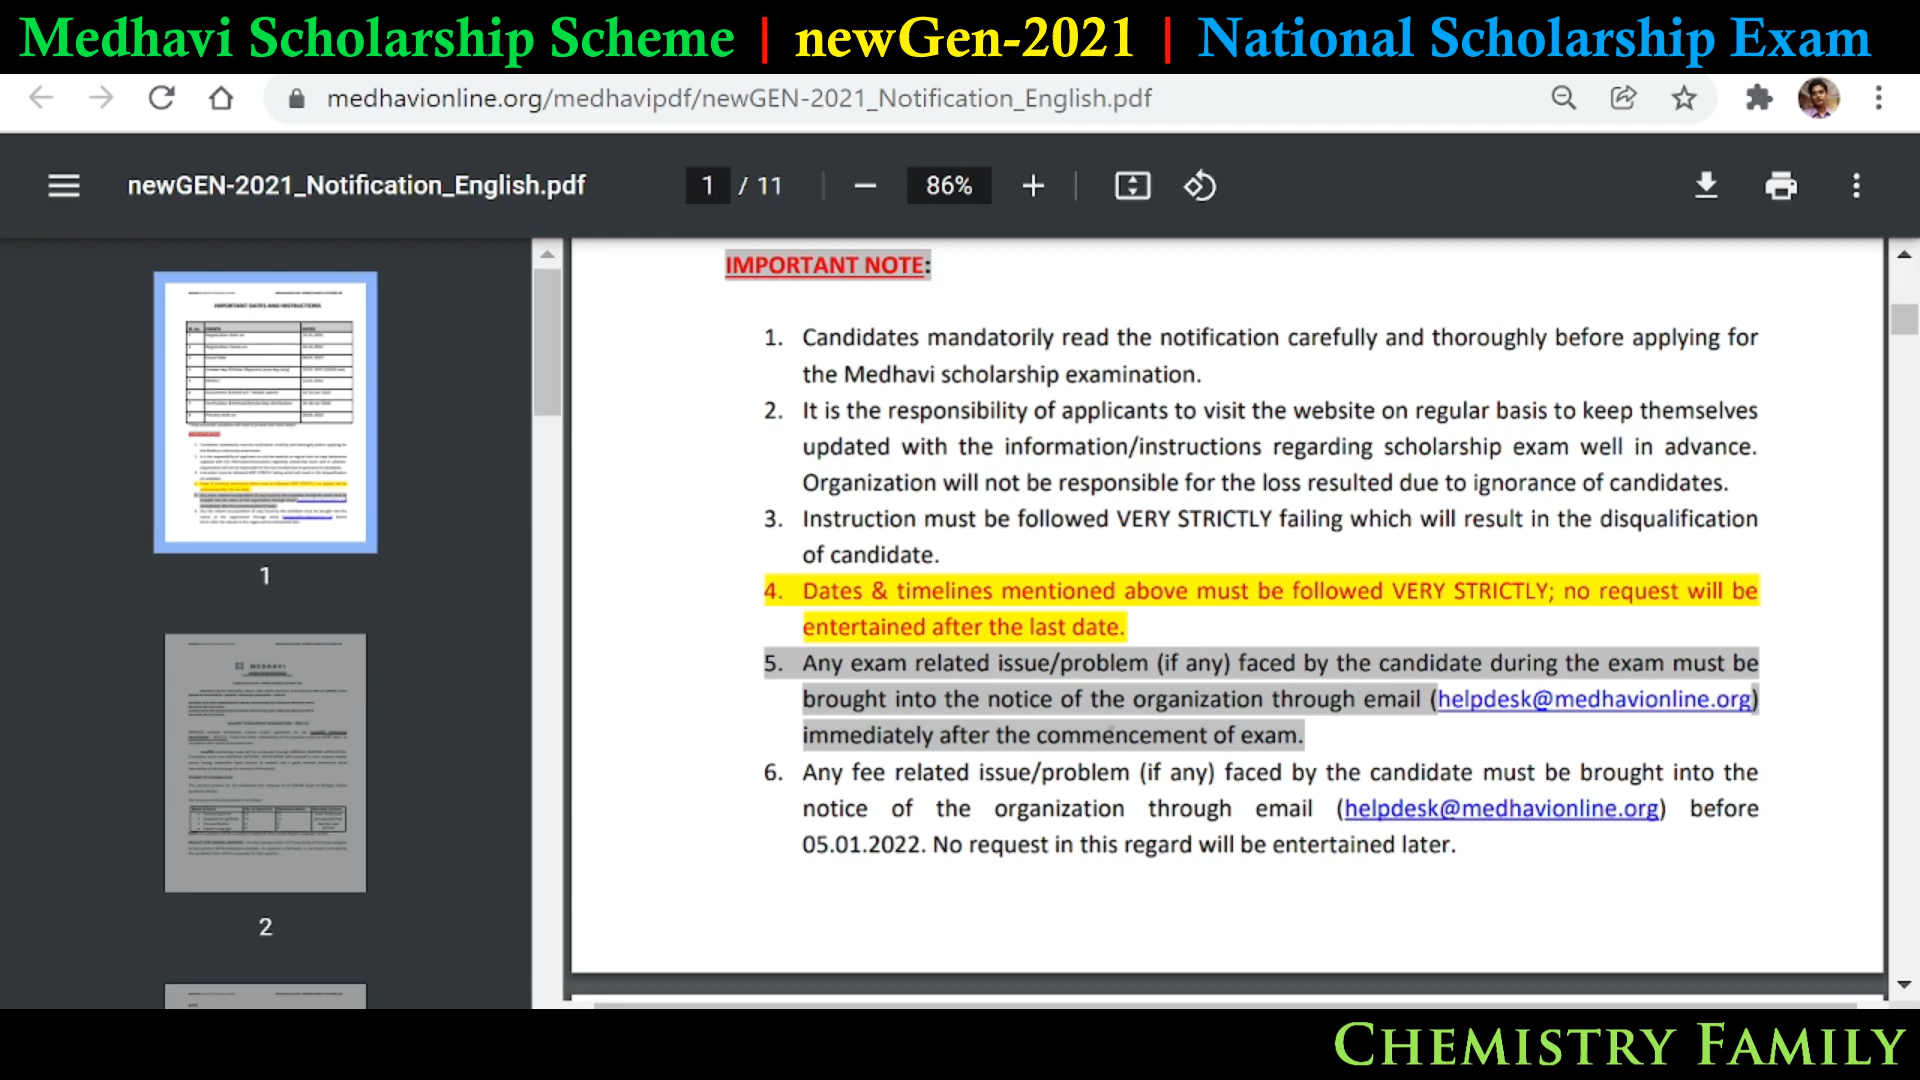 Medhavi Scholarship Scheme | newGen-2021 | National Scholarship Exam
medhavionline.org/medhavipdf/newGEN-2021_Notification_English.pdf
newGEN-2021_Notification_English.pdf 1 / 11 86%
IMPORTANT DATES AND INSTRUCTIONS
1
MEDHAVI
2
IMPORTANT NOTE:
1. Candidates mandatorily read the notification carefully and thoroughly before applying for
the Medhavi scholarship examination.
2. It is the responsibility of applicants to visit the website on regular basis to keep themselves
updated with the information/instructions regarding scholarship exam well in advance.
Organization will not be responsible for the loss resulted due to ignorance of candidates.
3. Instruction must be followed VERY STRICTLY failing which will result in the disqualification
of candidate.
4. Dates & timelines mentioned above must be followed VERY STRICTLY; no request will be
entertained after the last date.
5. Any exam related issue/problem (if any) faced by the candidate during the exam must be
brought into the notice of the organization through email (helpdesk@medhavionline.org)
immediately after the commencement of exam.
6. Any fee related issue/problem (if any) faced by the candidate must be brought into the
notice of the organization through email (helpdesk@medhavionline.org) before
05.01.2022. No request in this regard will be entertained later.
CHEMISTRY FAMILY